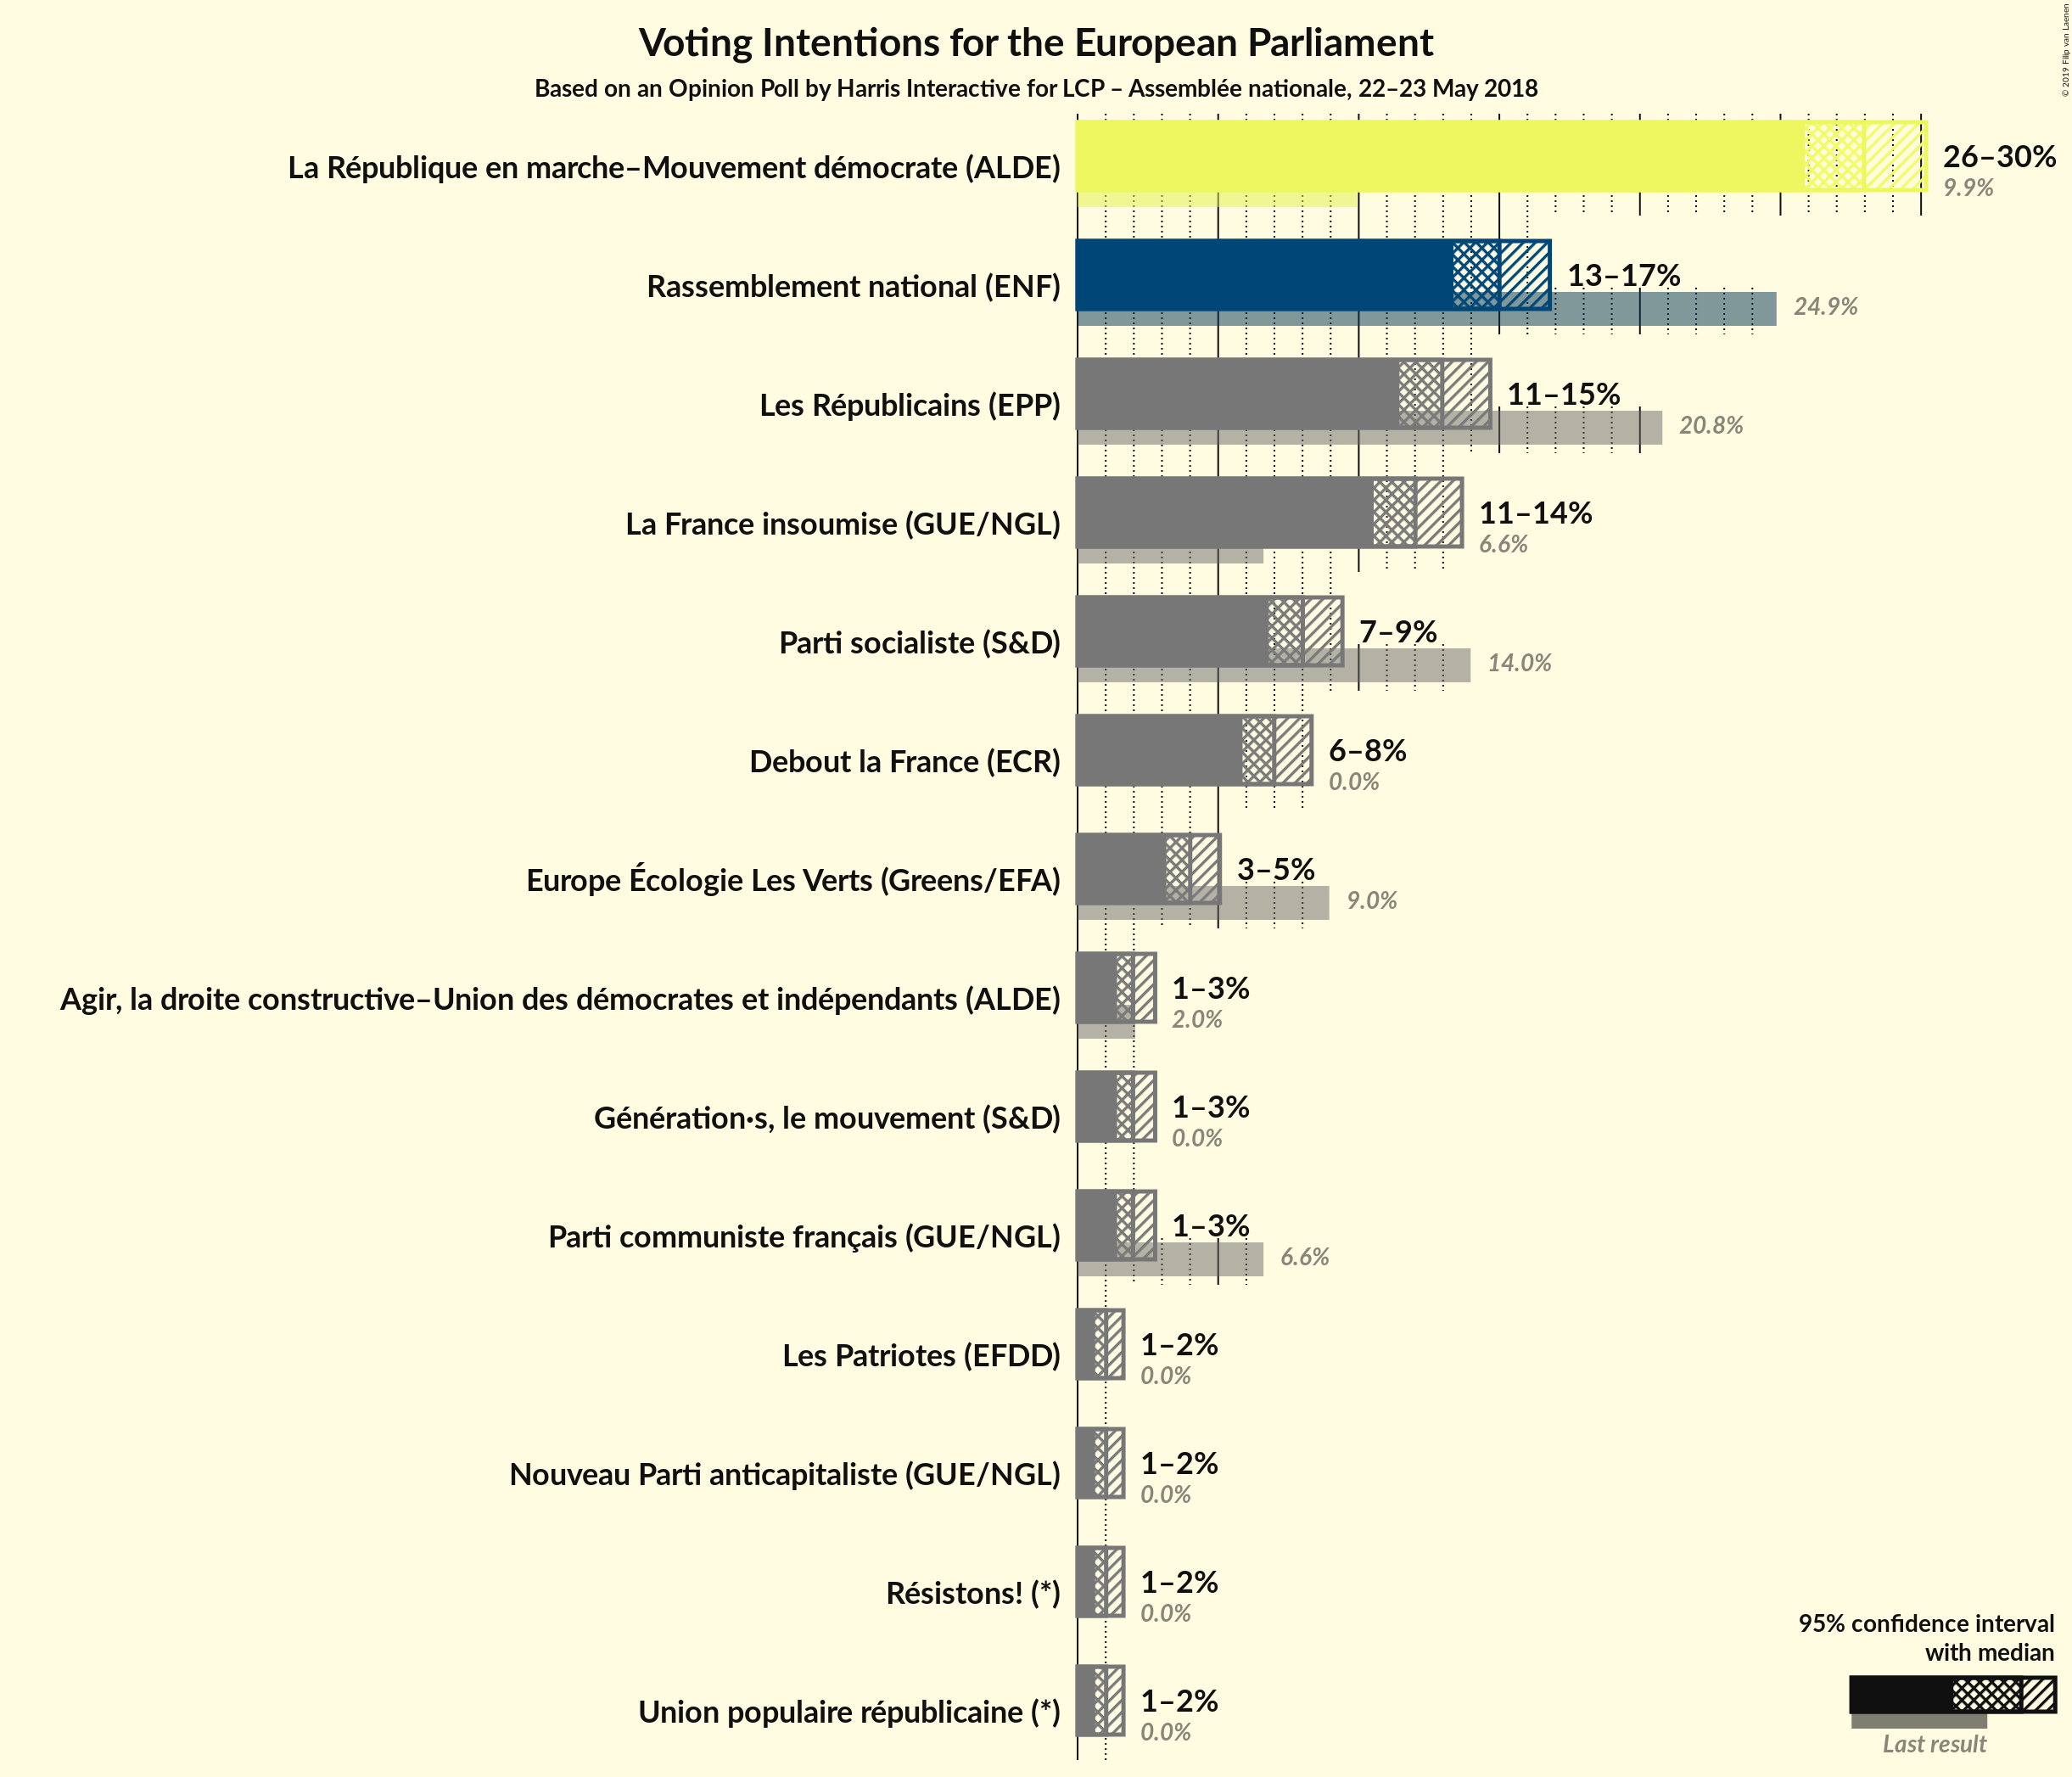 Voting Intentions for the European Parliament
Based on an Opinion Poll by Harris Interactive for LCP – Assemblée nationale, 22–23 May 2018
© 2019 Filip van Laenen
La République en marche–Mouvement démocrate (ALDE)
26–30%
9.9%
Rassemblement national (ENF)
13–17%
24.9%
Les Républicains (EPP)
11–15%
20.8%
La France insoumise (GUE/NGL)
11–14%
6.6%
Parti socialiste (S&D)
7–9%
14.0%
Debout la France (ECR)
6–8%
0.0%
Europe Écologie Les Verts (Greens/EFA)
3–5%
9.0%
Agir, la droite constructive–Union des démocrates et indépendants (ALDE)
1–3%
2.0%
Génération·s, le mouvement (S&D)
1–3%
0.0%
Parti communiste français (GUE/NGL)
1–3%
6.6%
Les Patriotes (EFDD)
1–2%
0.0%
Nouveau Parti anticapitaliste (GUE/NGL)
1–2%
0.0%
Résistons! (*)
1–2%
0.0%
Union populaire républicaine (*)
1–2%
0.0%
95% confidence interval
with median
Last result